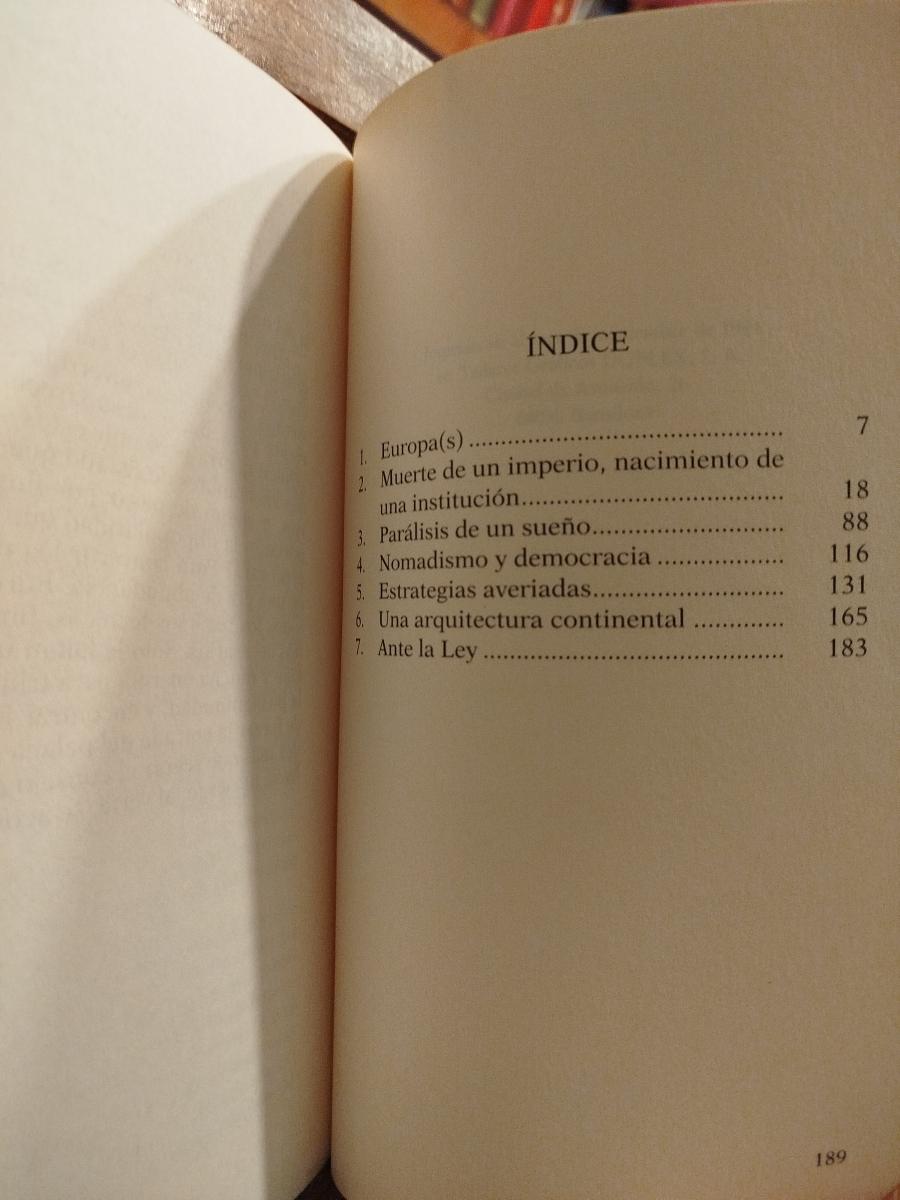 ÍNDICE
1. Europa(s) ................................................ 7
2. Muerte de un imperio, nacimiento de
una institución........................................ 18
3. Parálisis de un sueño............................. 88
4. Nomadismo y democracia ................... 116
5. Estrategias averiadas............................. 131
6. Una arquitectura continental ............. 165
7. Ante la Ley .............................................. 183
189